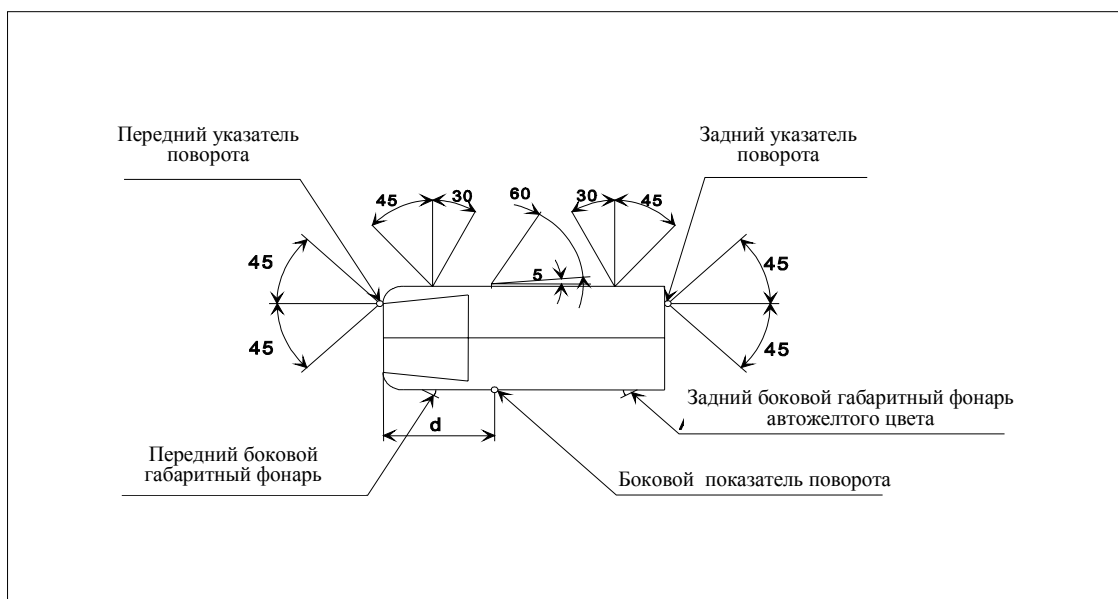 Передний указатель
поворота
Задний указатель
поворота
45
30
60
30
45
5
45
45
45
45
d
Передний боковой
габаритный фонарь
Задний боковой габаритный фонарь
автожелтого цвета
Боковой показатель поворота